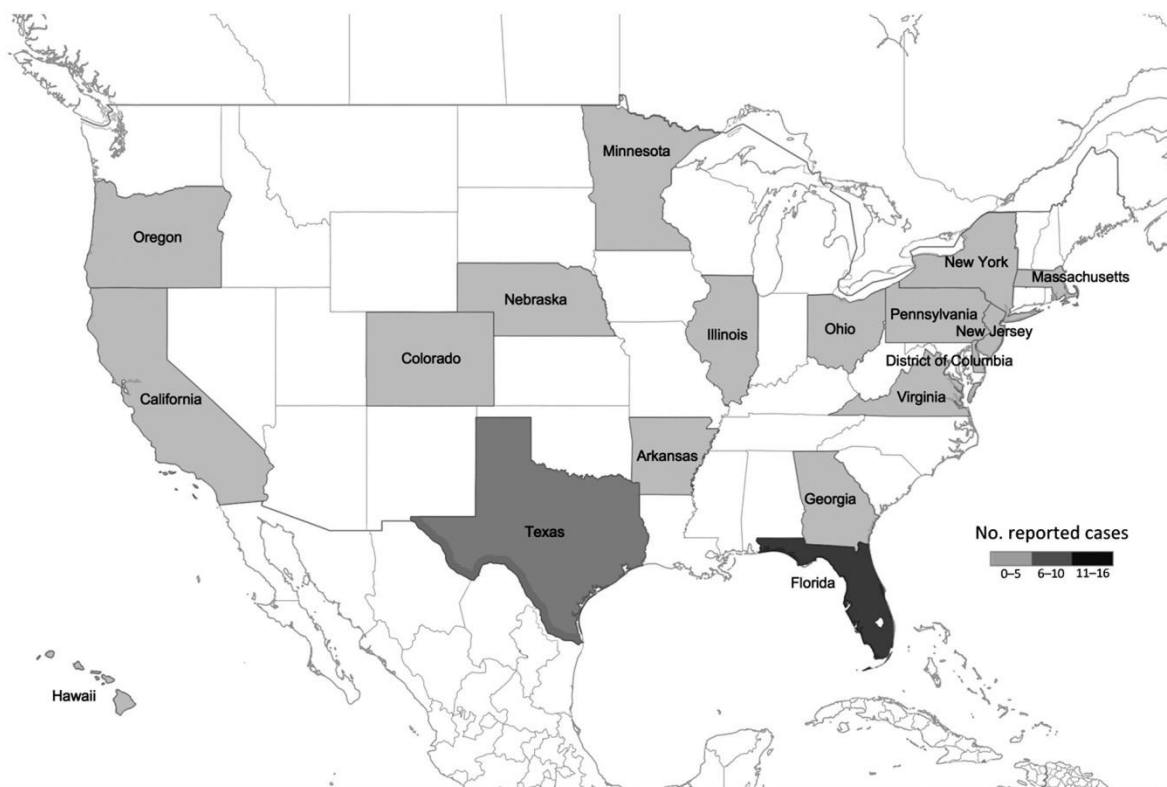 Minnesota
Oregon
New York
Massachusetts
Nebraska
Pennsylvania
Illinois
Ohio
New Jersey
Colorado
District of Columbia
California
Virginia
Arkansas
Georgia
Texas
No. reported cases
0–5 6–10 11–16
Florida
Hawaii